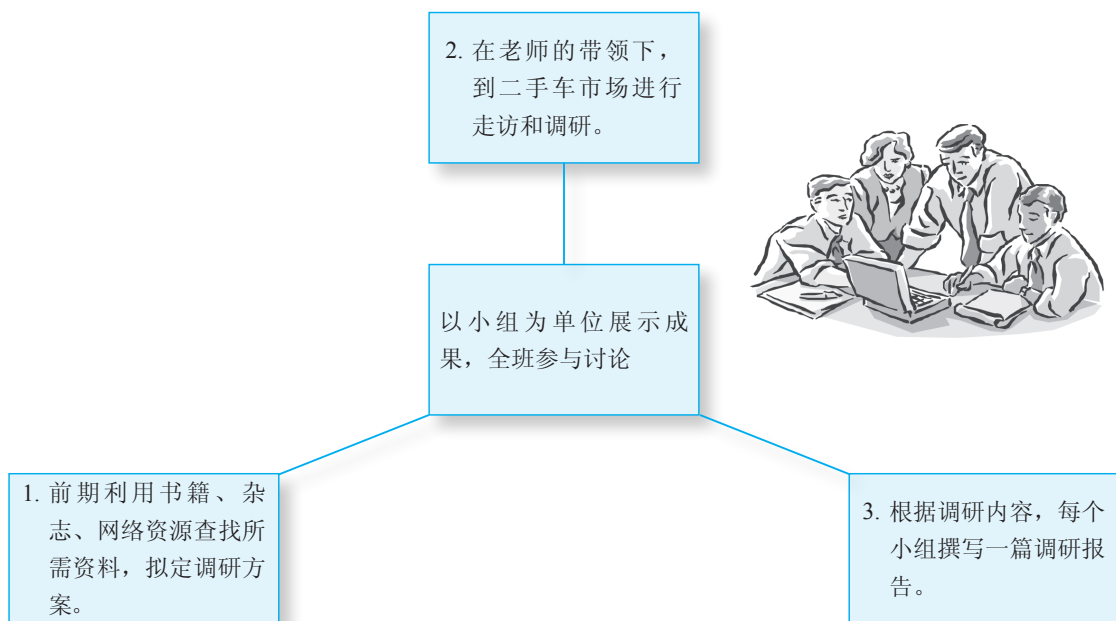 2. 在老师的带领下，
到二手车市场进行
走访和调研。
以小组为单位展示成
果，全班参与讨论
1. 前期利用书籍、杂
志、网络资源查找所
需资料，拟定调研方
案。
3. 根据调研内容，每个
小组撰写一篇调研报
告。